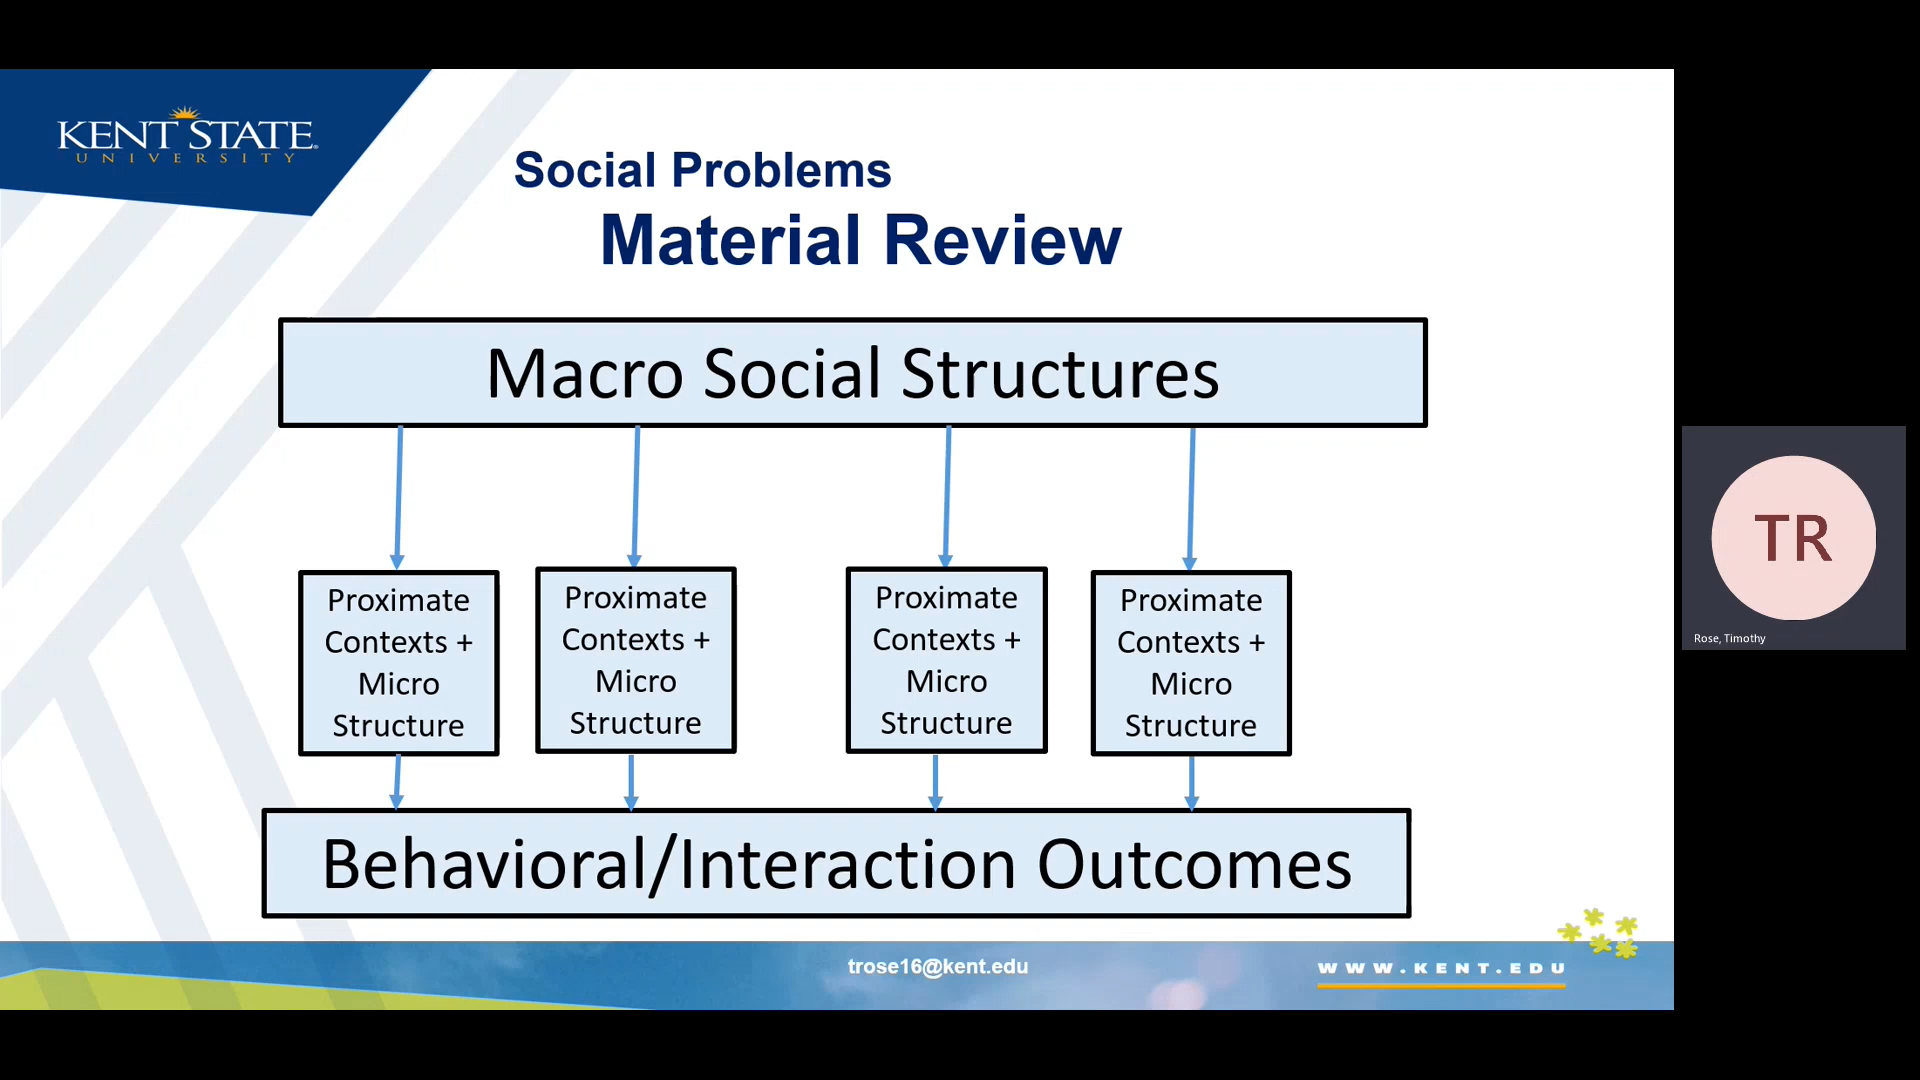 KENT STATE
UNIVERSITY
Social Problems
Material Review
Macro Social Structures
Proximate
Contexts +
Micro
Structure
Proximate
Contexts +
Micro
Structure
Proximate
Contexts +
Micro
Structure
Proximate
Contexts +
Micro
Structure
Behavioral/Interaction Outcomes
trose16@kent.edu
WWW.KENT.EDU
TR
Rose, Timothy